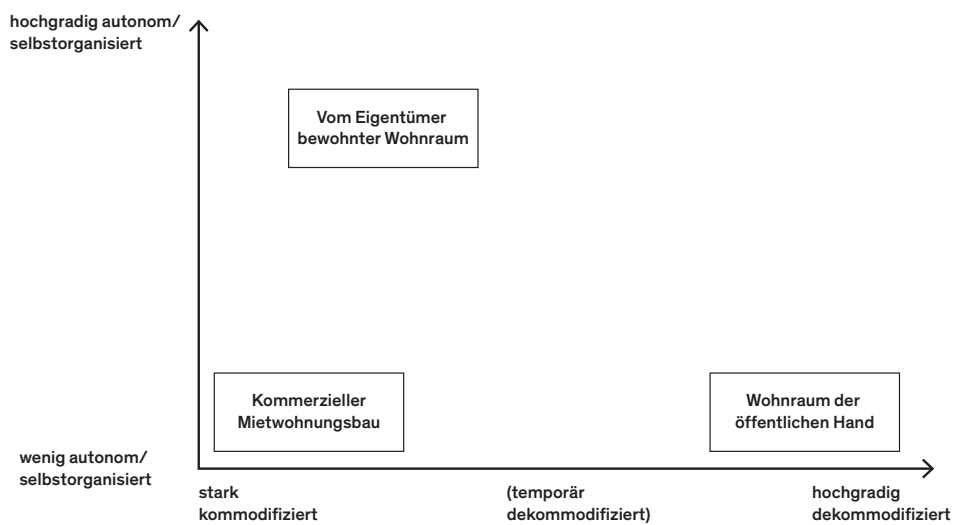 hochgradig autonom/
selbstorganisiert
Vom Eigentümer
bewohnter Wohnraum
Kommerzieller
Mietwohnungsbau
Wohnraum der
öffentlichen Hand
wenig autonom/
selbstorganisiert
stark
kommodifiziert
(temporär
dekommodifiziert)
hochgradig
dekommodifiziert